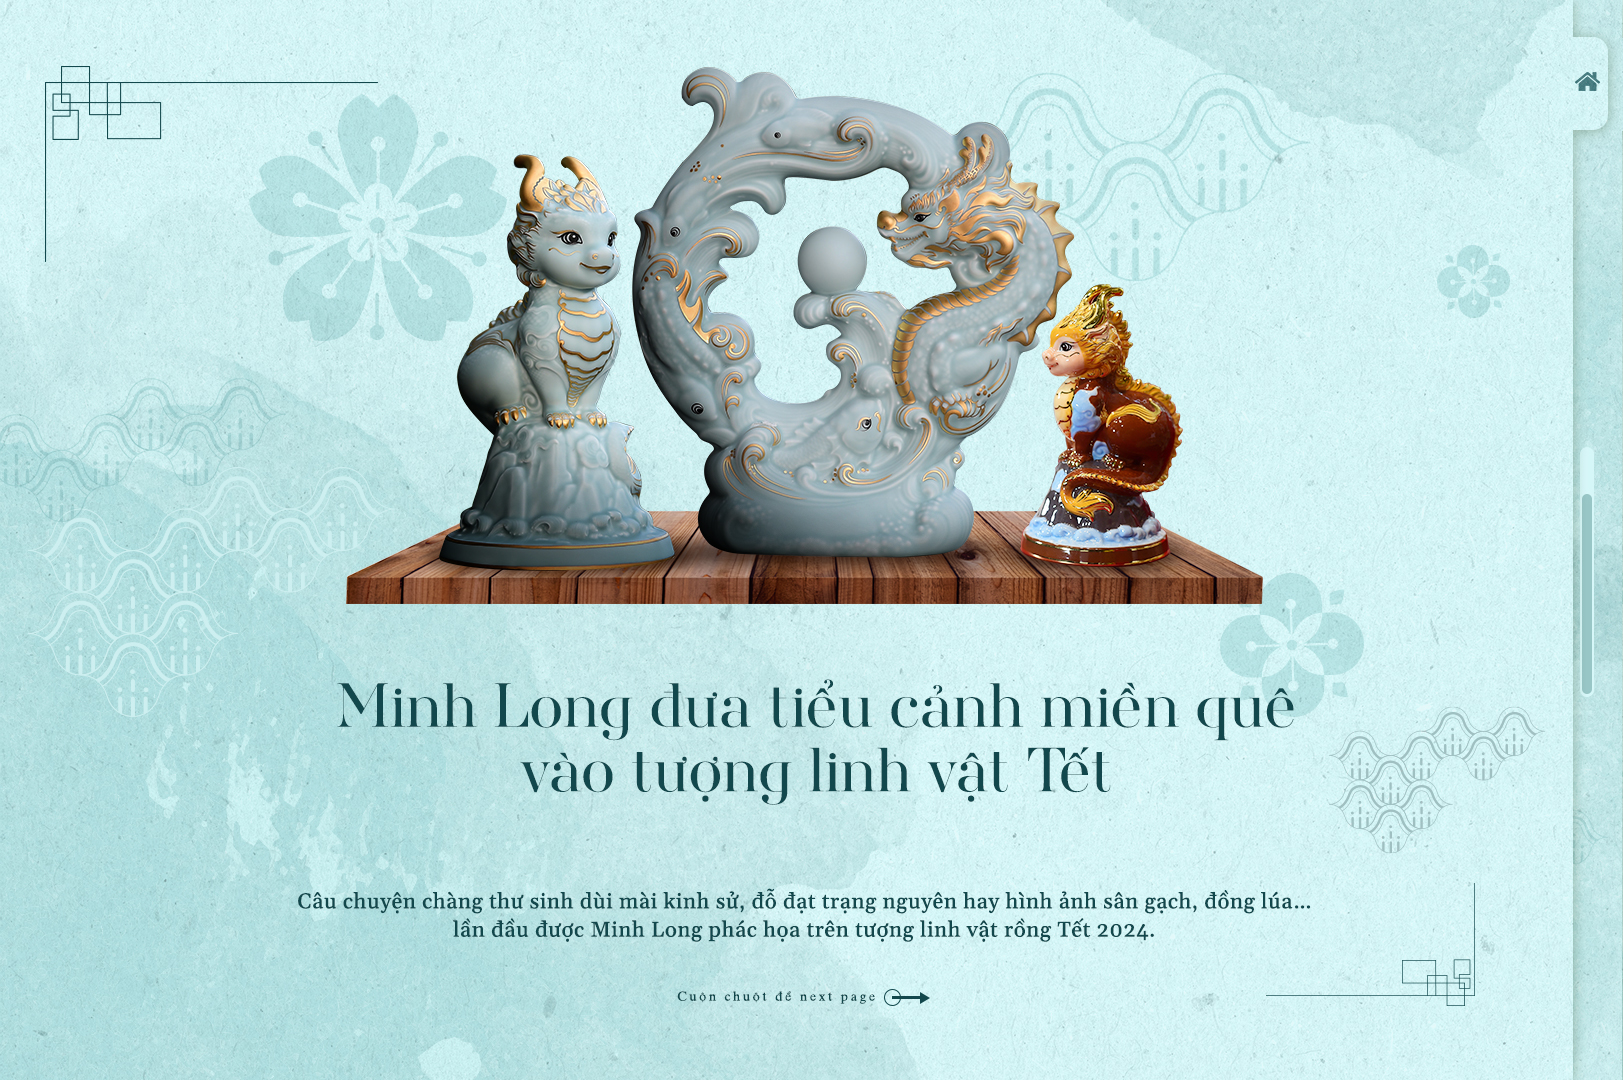 Minh Long đưa tiểu cảnh miền quê
vào tượng linh vật Tết
Câu chuyện chàng thư sinh dùi mài kinh sử, đỗ đạt trạng nguyên hay hình ảnh sân gạch, đồng lúa...
lần đầu được Minh Long phác họa trên tượng linh vật rồng Tết 2024.
Cuộn chuột để next page